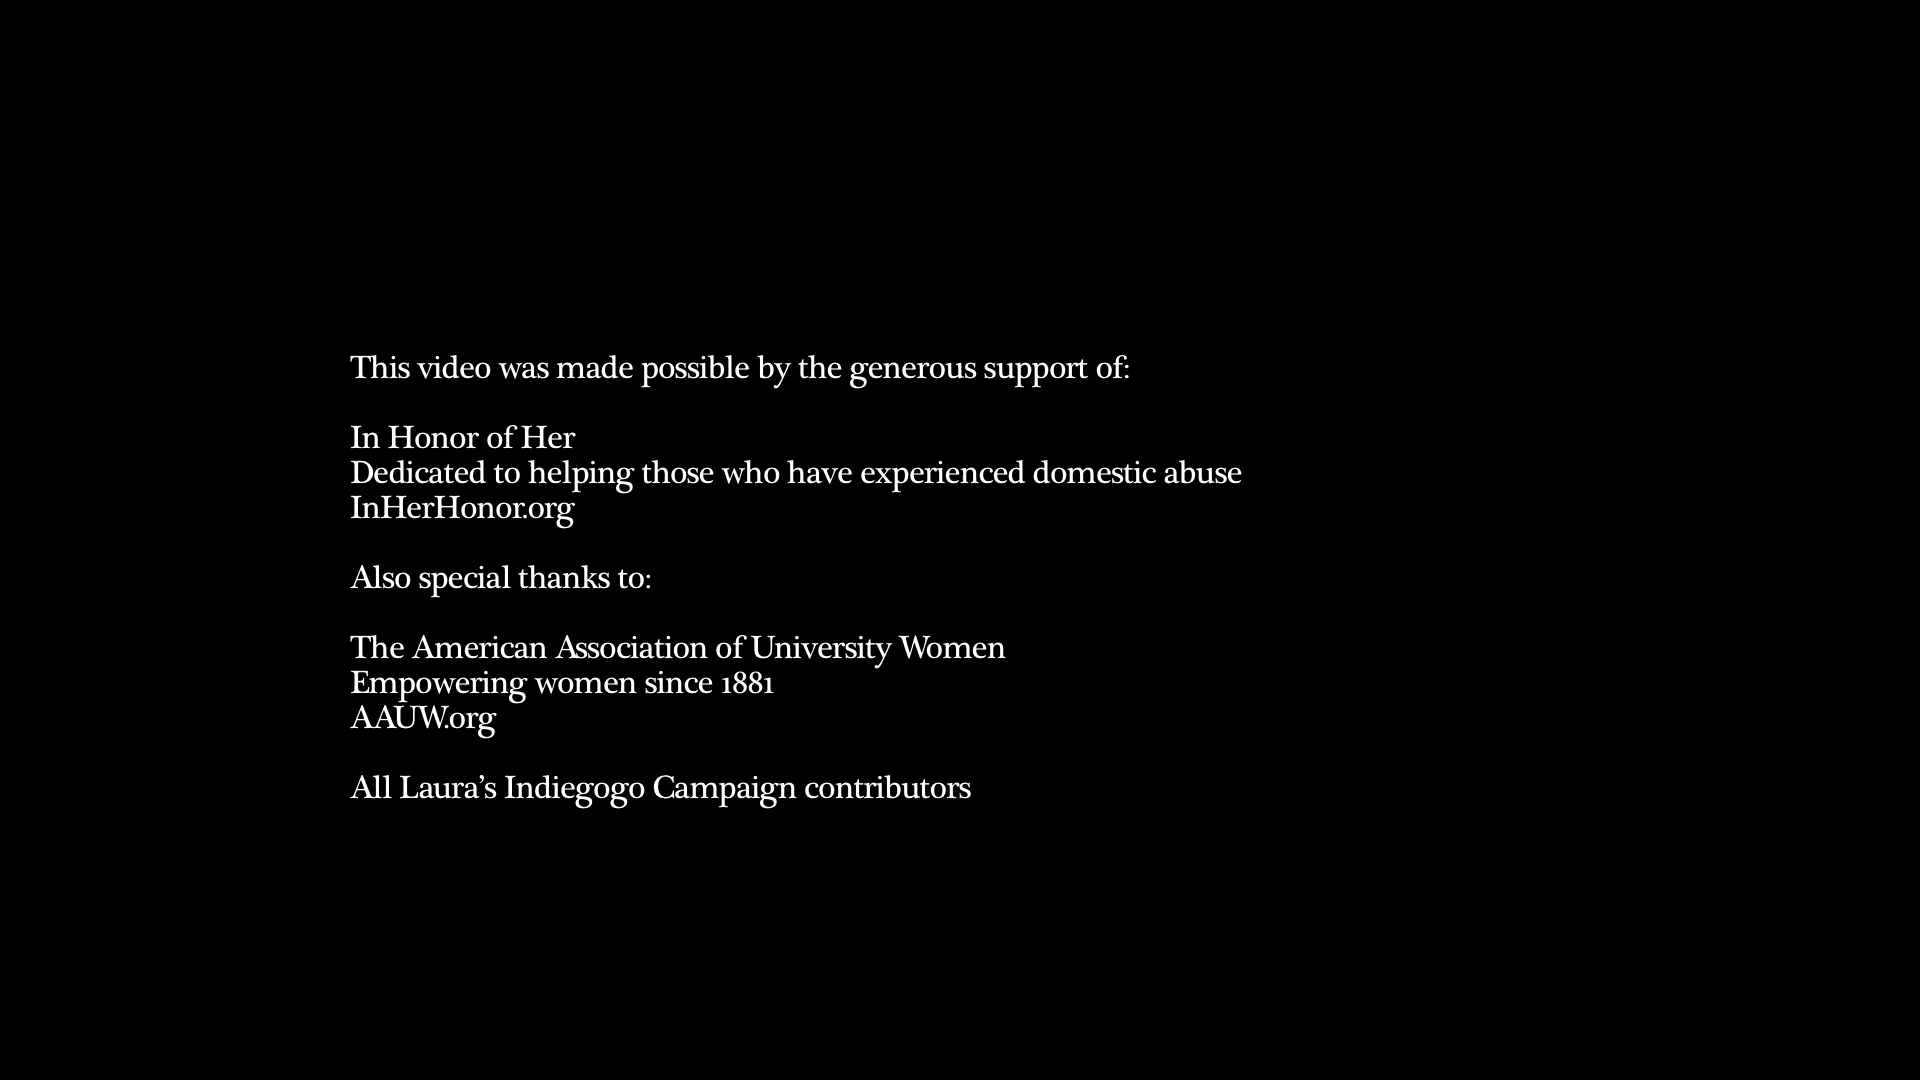 This video was made possible by the generous support of:
In Honor of Her
Dedicated to helping those who have experienced domestic abuse
InHerHonor.org
Also special thanks to:
The American Association of University Women
Empowering women since 1881
AAUW.org
All Laura’s Indiegogo Campaign contributors